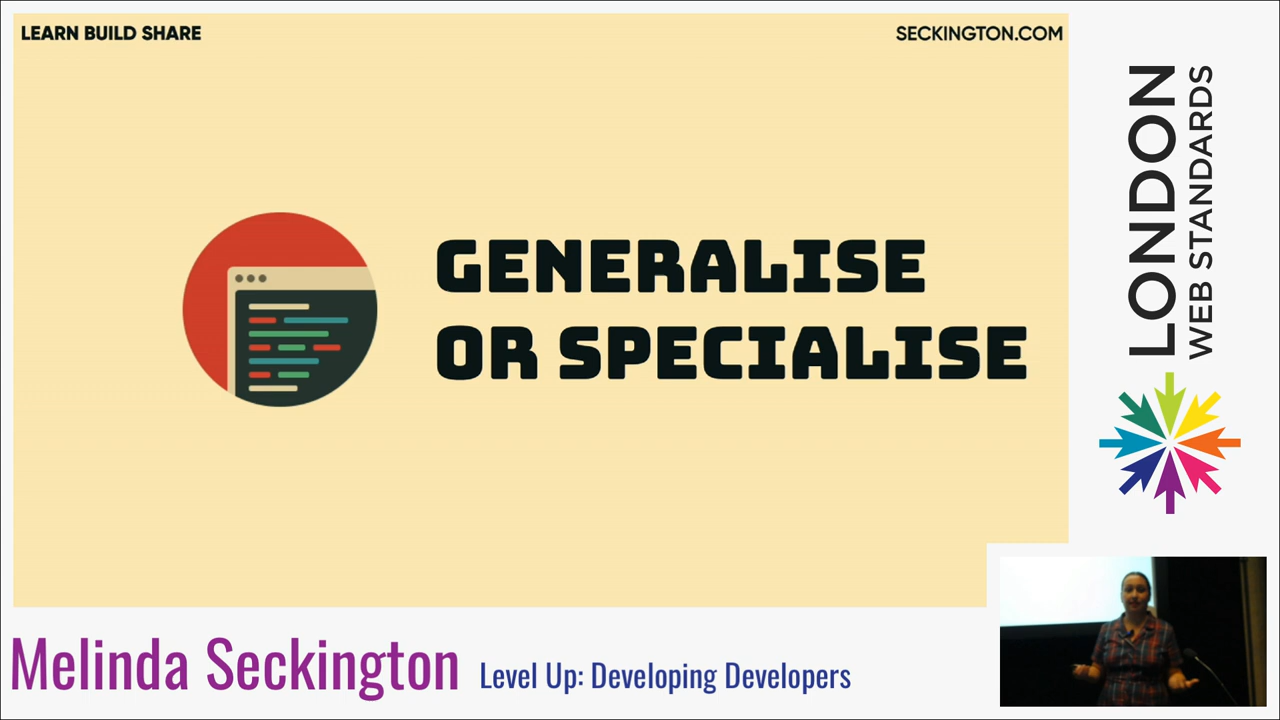 LEARN BUILD SHARE
SECKINGTON.COM
GENERALISE
OR SPECIALISE
LONDON
WEB STANDARDS
Melinda Seckington
Level Up: Developing Developers